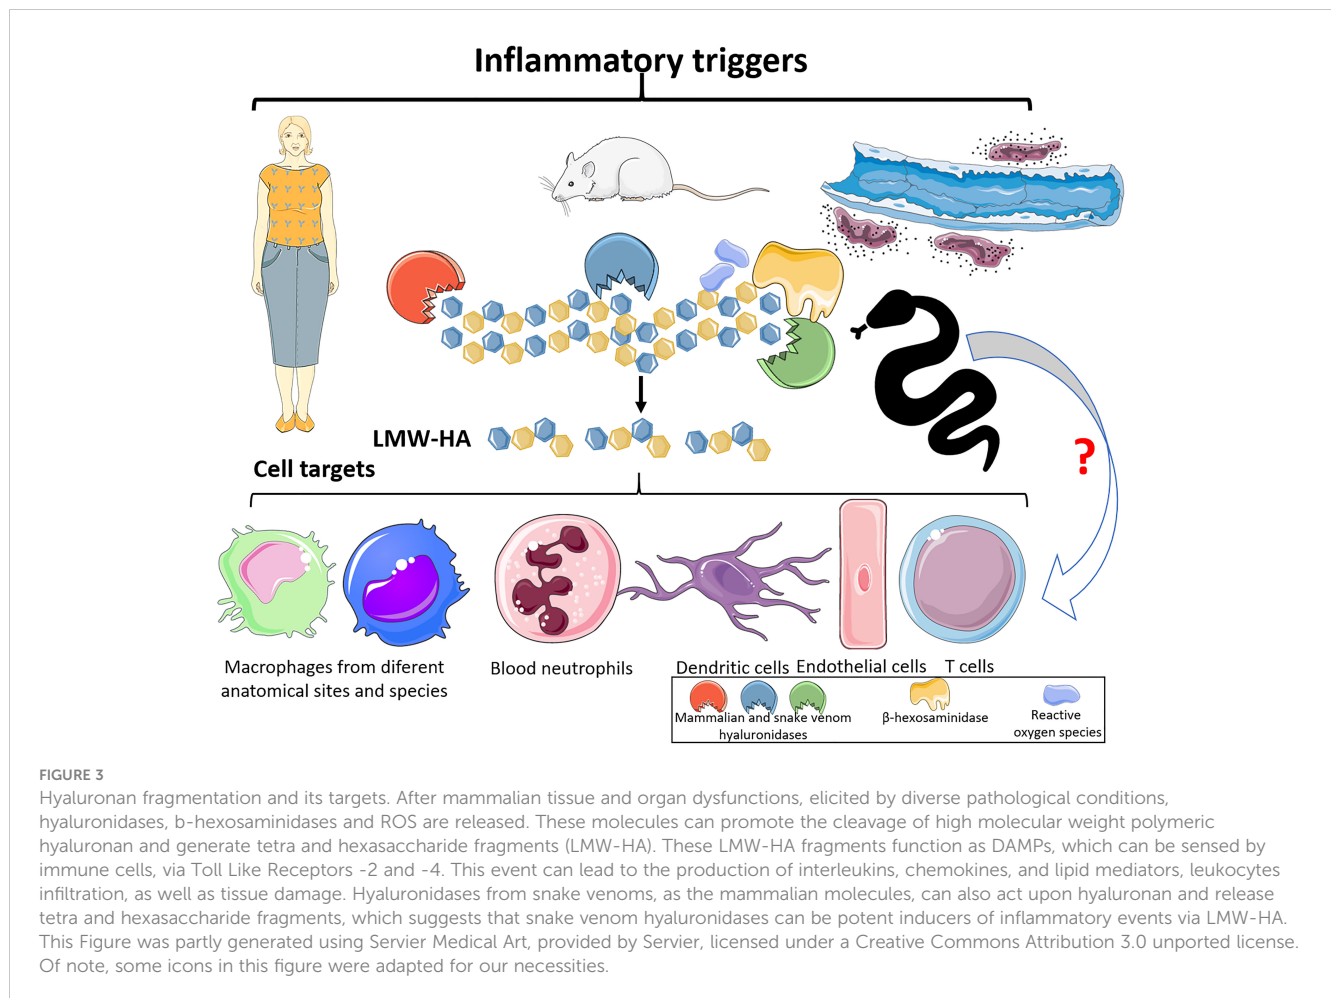 Inflammatory triggers
LMW-HA
Cell targets
?
Macrophages from diferent
anatomical sites and species
Blood neutrophils
Dendritic cells
Endothelial cells
T cells
Mammalian and snake venom
hyaluronidases
β-hexosaminidase
Reactive
oxygen species
FIGURE 3
Hyaluronan fragmentation and its targets. After mammalian tissue and organ dysfunctions, elicited by diverse pathological conditions,
hyaluronidases, b-hexosaminidases and ROS are released. These molecules can promote the cleavage of high molecular weight polymeric
hyaluronan and generate tetra and hexasaccharide fragments (LMW-HA). These LMW-HA fragments function as DAMPs, which can be sensed by
immune cells, via Toll Like Receptors -2 and -4. This event can lead to the production of interleukins, chemokines, and lipid mediators, leukocytes
infiltration, as well as tissue damage. Hyaluronidases from snake venoms, as the mammalian molecules, can also act upon hyaluronan and release
tetra and hexasaccharide fragments, which suggests that snake venom hyaluronidases can be potent inducers of inflammatory events via LMW-HA.
This Figure was partly generated using Servier Medical Art, provided by Servier, licensed under a Creative Commons Attribution 3.0 unported license.
Of note, some icons in this figure were adapted for our necessities.